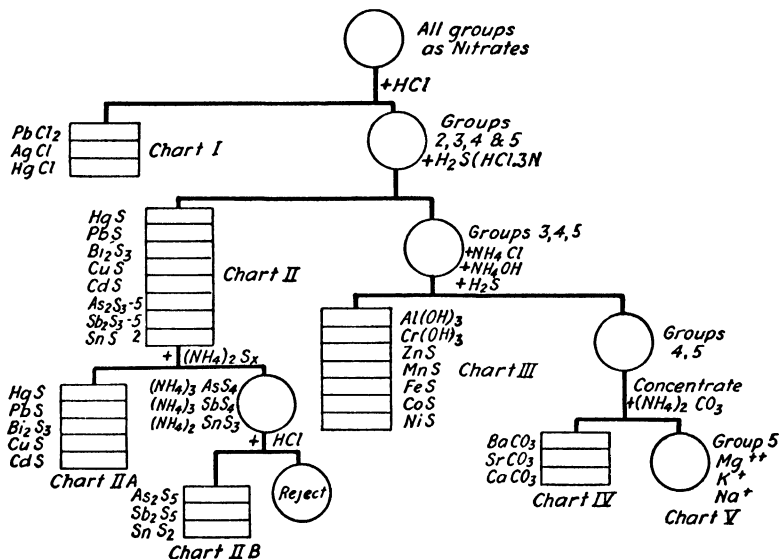 All groups
as Nitrates
+HCl
PbCl2
AgCl
HgCl
Chart I
Groups
2,3,4 & 5
+H2S(HCl.3N
HgS
PbS
Bi2S3
CuS
CdS
As2S3-5
Sb2S3-5
SnS 2
Chart II
Groups 3,4,5
+NH4Cl
+NH4OH
+H2S
+ (NH4)2 Sx
Al(OH)3
Cr(OH)3
ZnS
MnS
FeS
CoS
NiS
Chart III
Groups
4,5
Concentrate
+(NH4)2 CO3
HgS
PbS
Bi2S3
CuS
CdS
Chart II A
(NH4)3 AsS4
(NH4)3 SbS4
(NH4)2 SnS3
+ HCl
As2S5
Sb2S5
SnS2
Chart II B
Reject
BaCO3
SrCO3
CaCO3
Chart IV
Group 5
Mg++
K+
Na+
Chart V